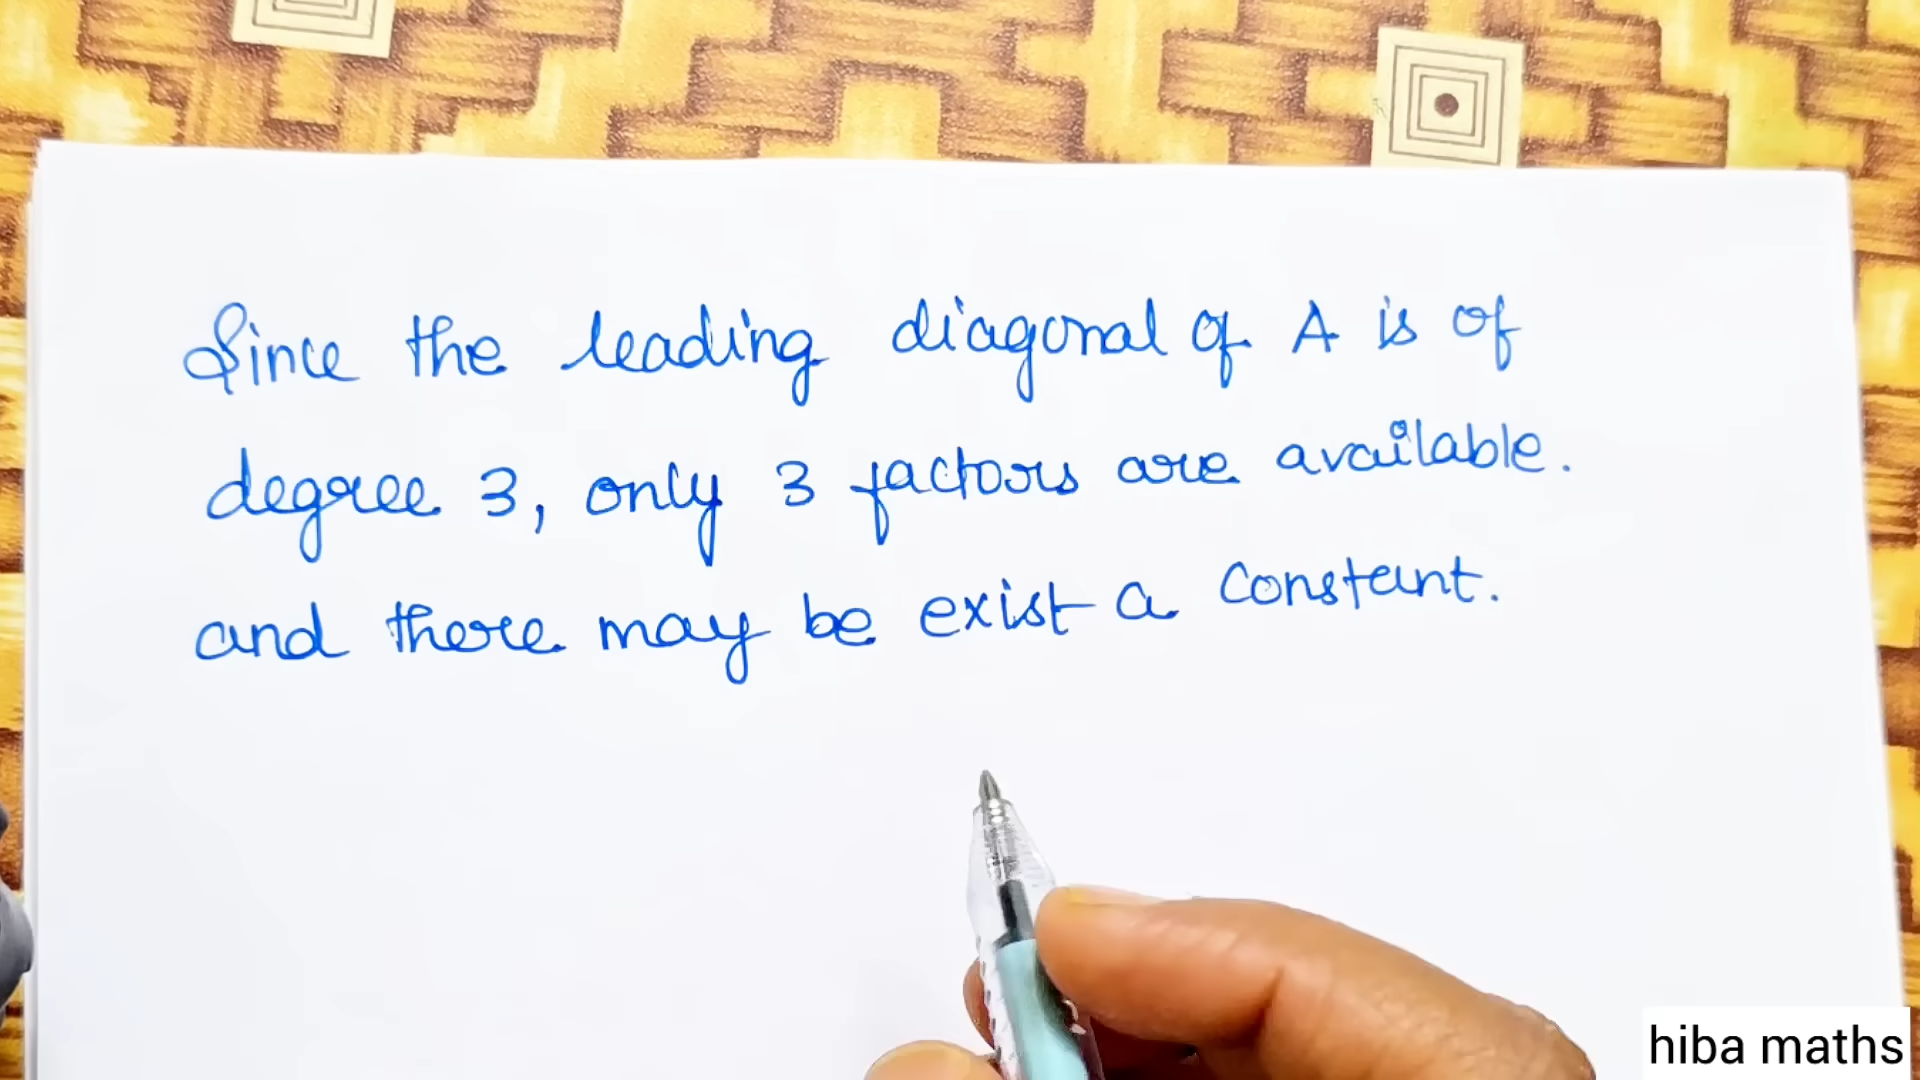 Since the leading diagonal of A is of
degree 3, only 3 factors are available.
and there may be exist a constant.
hiba maths